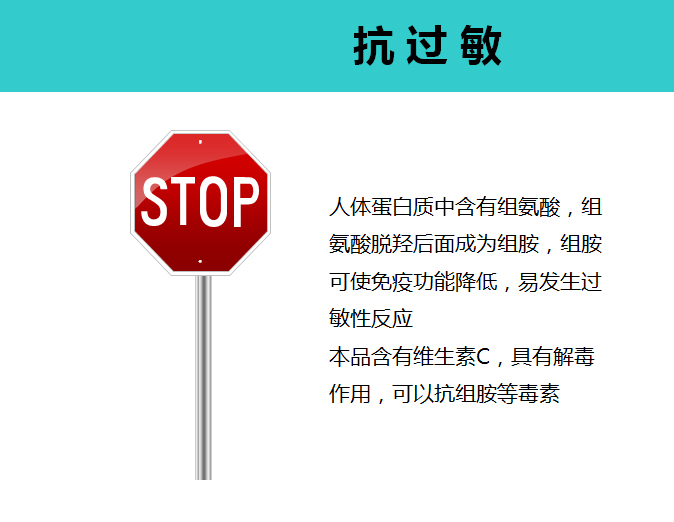 抗过敏
STOP
人体蛋白质中含有组氨酸，组
氨酸脱羟后面成为组胺，组胺
可使免疫功能降低，易发生过
敏性反应
本品含有维生素C，具有解毒
作用，可以抗组胺等毒素